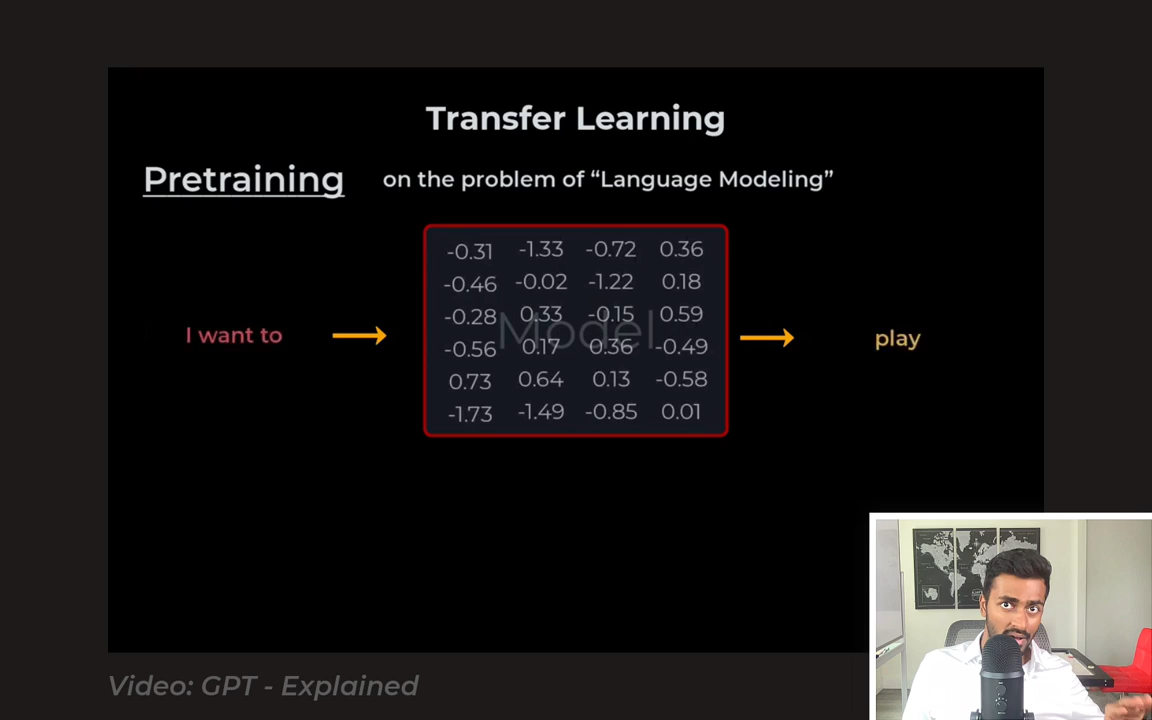 Transfer Learning
Pretraining on the problem of “Language Modeling”
-0.31 -1.33 -0.72 0.36
-0.46 -0.02 -1.22 0.18
-0.28 0.33 -0.15 0.59
Model
-0.56 0.17 0.36 -0.49
0.73 0.64 0.13 -0.58
-1.73 -1.49 -0.85 0.01
I want to
play
Video: GPT - Explained